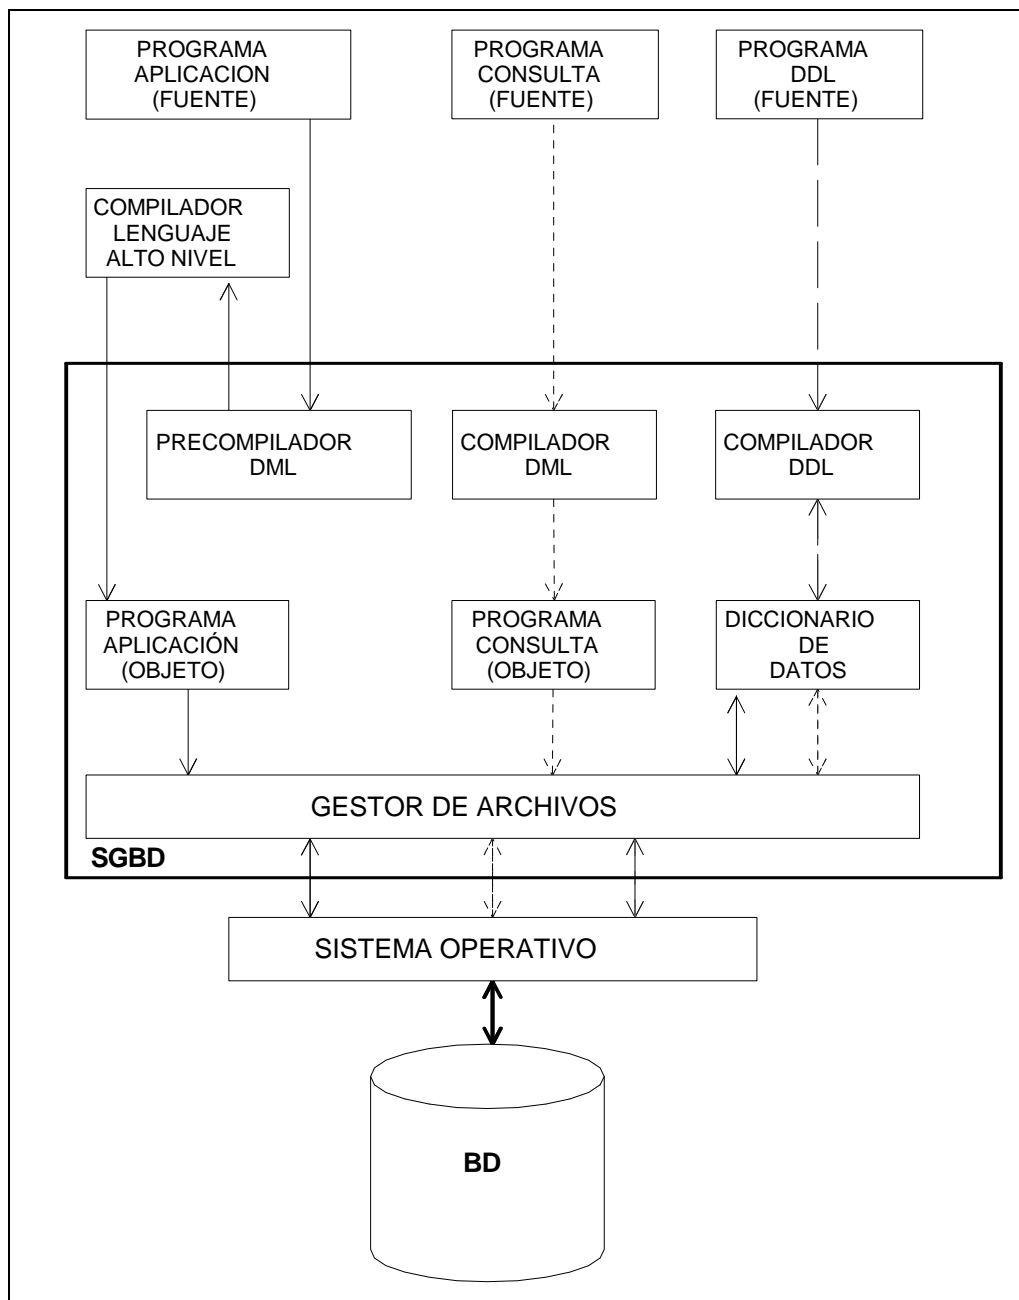 PROGRAMA
APLICACION
(FUENTE)
PROGRAMA
CONSULTA
(FUENTE)
PROGRAMA
DDL
(FUENTE)
COMPILADOR
LENGUAJE
ALTO NIVEL
PRECOMPILADOR
DML
COMPILADOR
DML
COMPILADOR
DDL
PROGRAMA
APLICACIÓN
(OBJETO)
PROGRAMA
CONSULTA
(OBJETO)
DICCIONARIO
DE
DATOS
GESTOR DE ARCHIVOS
SGBD
SISTEMA OPERATIVO
BD